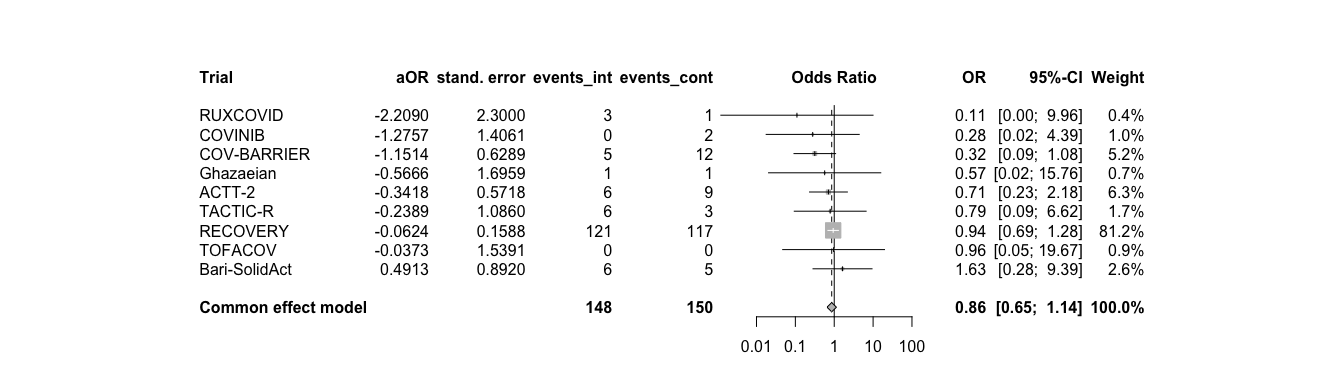 Trial aOR stand. error events_int events_cont Odds Ratio OR 95%-CI Weight
RUXCOVID -2.2090 2.3000 3 1 0.11 [0.00; 9.96] 0.4%
COVINIB -1.2757 1.4061 0 2 0.28 [0.02; 4.39] 1.0%
COV-BARRIER -1.1514 0.6289 5 12 0.32 [0.09; 1.08] 5.2%
Ghazaeian -0.5666 1.6959 1 1 0.57 [0.02; 15.76] 0.7%
ACTT-2 -0.3418 0.5718 6 9 0.71 [0.23; 2.18] 6.3%
TACTIC-R -0.2389 1.0860 6 3 0.79 [0.09; 6.62] 1.7%
RECOVERY -0.0624 0.1588 121 117 0.94 [0.69; 1.28] 81.2%
TOFACOV -0.0373 1.5391 0 0 0.96 [0.05; 19.67] 0.9%
Bari-SolidAct 0.4913 0.8920 6 5 1.63 [0.28; 9.39] 2.6%
Common effect model 148 150 0.86 [0.65; 1.14] 100.0%
0.01 0.1 1 10 100